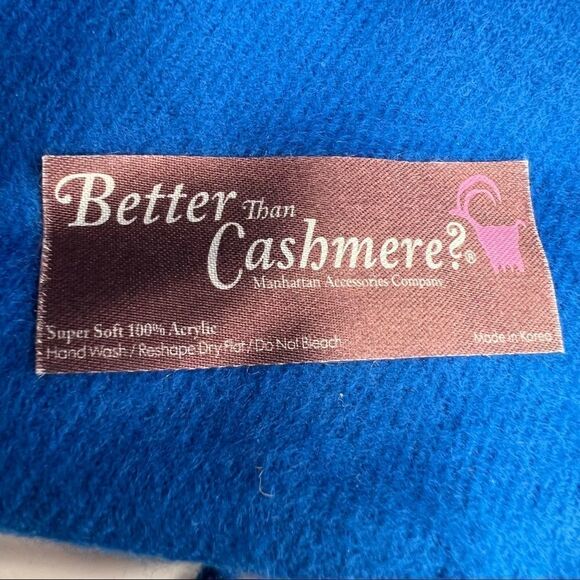 Better Than
Cashmere?®
Manhattan Accessories Company
Super Soft 100% Acrylic
Hand Wash / Reshape Dry Flat / Do Not Bleach
Made in Korea